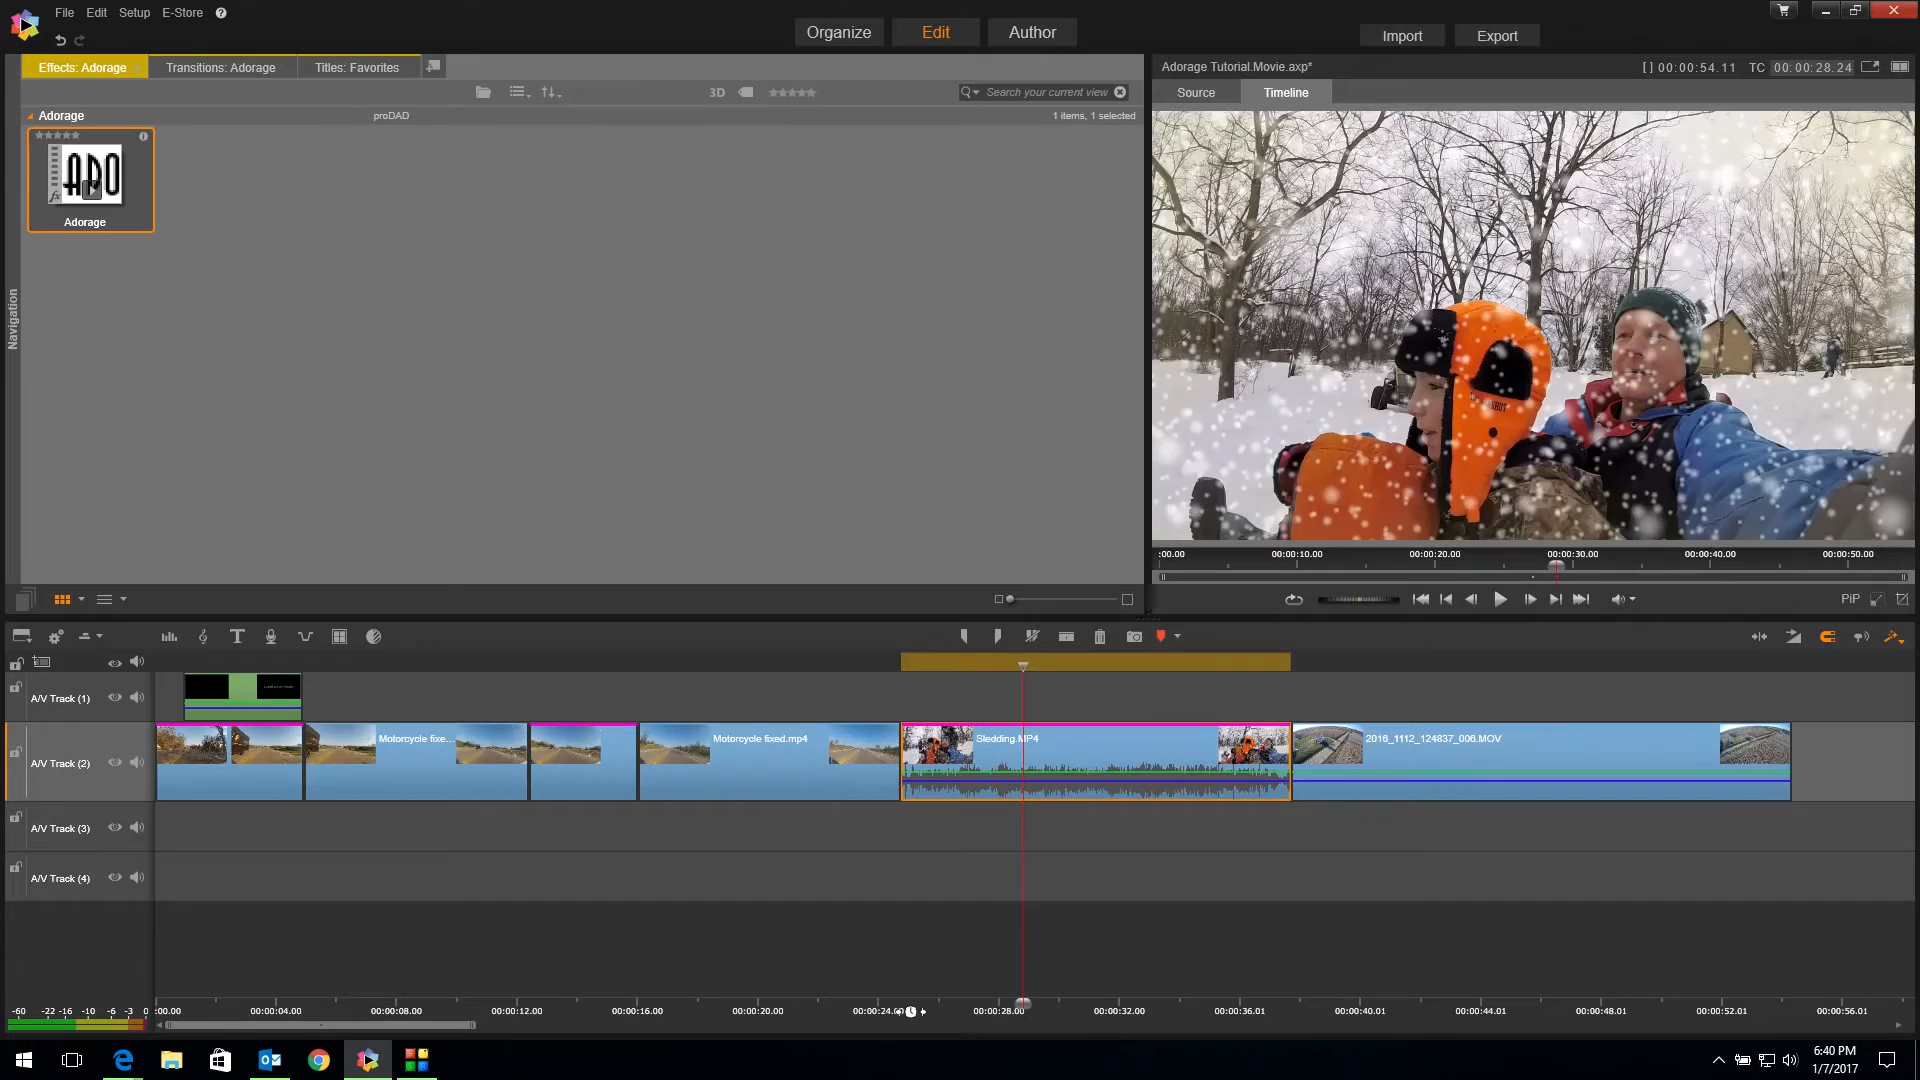 File Edit Setup E-Store ?
Organize Edit Author
Import Export
Effects: Adorage Transitions: Adorage Titles: Favorites
Adorage Tutorial.Movie.axp*
[ ] 00:00:54.11 TC 00:00:28.24
Source Timeline
3D
Search your current view
Adorage
proDAD
1 items, 1 selected
ADO
fx
Adorage
Navigation
:00.00 00:00:10.00 00:00:20.00 00:00:30.00 00:00:40.00 00:00:50.00
PiP
A/V Track (1)
A/V Track (2)
Motorcycle fixe...
Motorcycle fixed.mp4
Sledding.MP4
2016_1112_124837_006.MOV
A/V Track (3)
A/V Track (4)
-60 -22 -16 -10 -6 -3 0
:00.00 00:00:04.00 00:00:08.00 00:00:12.00 00:00:16.00 00:00:20.00 00:00:24.0 00:00:28.00 00:00:32.00 00:00:36.01 00:00:40.01 00:00:44.01 00:00:48.01 00:00:52.01 00:00:56.01
6:40 PM
1/7/2017